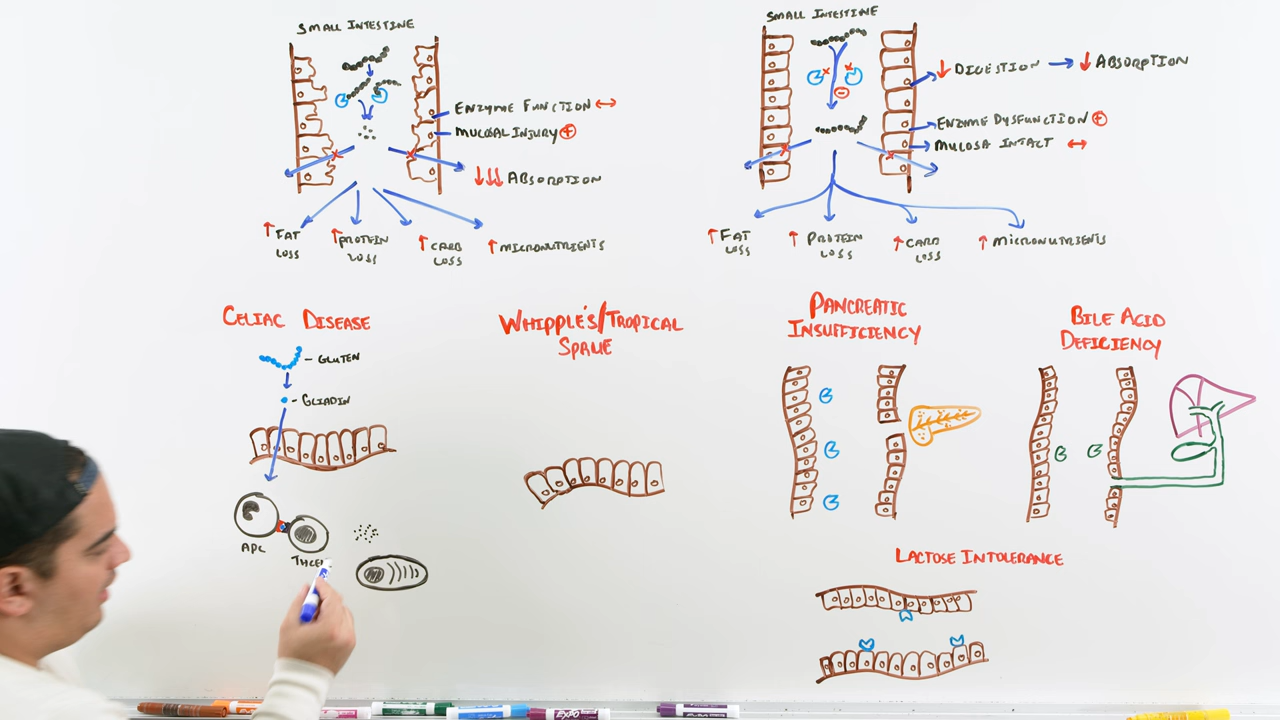 SMALL INTESTINE
ENZYME FUNCTION ↔
MUCOSAL INJURY +
↓↓↓ ABSORPTION
↑ FAT
LOSS
↑ PROTEIN
LOSS
↑ CARB
LOSS
↑ MICRONUTRIENTS
SMALL INTESTINE
↓ DIGESTION → ↓ ABSORPTION
ENZYME DYSFUNCTION +
MULOSA INTACT ↔
↑ FAT
LOSS
↑ PROTEIN
LOSS
↑ CARB
LOSS
↑ MICRONUTRIENTS
CELIAC DISEASE
- GLUTEN
- GLIADIN
APC
WHIPPLE'S/TROPICAL
SPRUE
PANCREATIC
INSUFFICIENCY
BILE ACID
DEFICIENCY
LACTOSE INTOLERANCE
EXPO